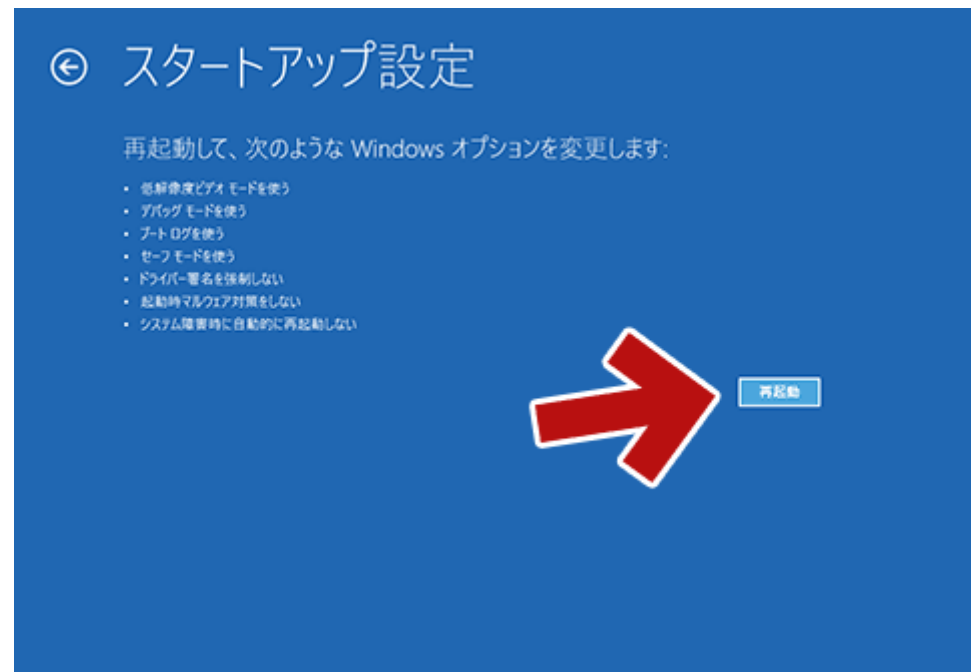 スタートアップ設定
再起動して、次のような Windows オプションを変更します:
• 低解像度ビデオ モードを使う
• デバッグ モードを使う
• ブート ログを使う
• セーフ モードを使う
• ドライバー署名を強制しない
• 起動時マルウェア対策をしない
• システム障害時に自動的に再起動しない
再起動